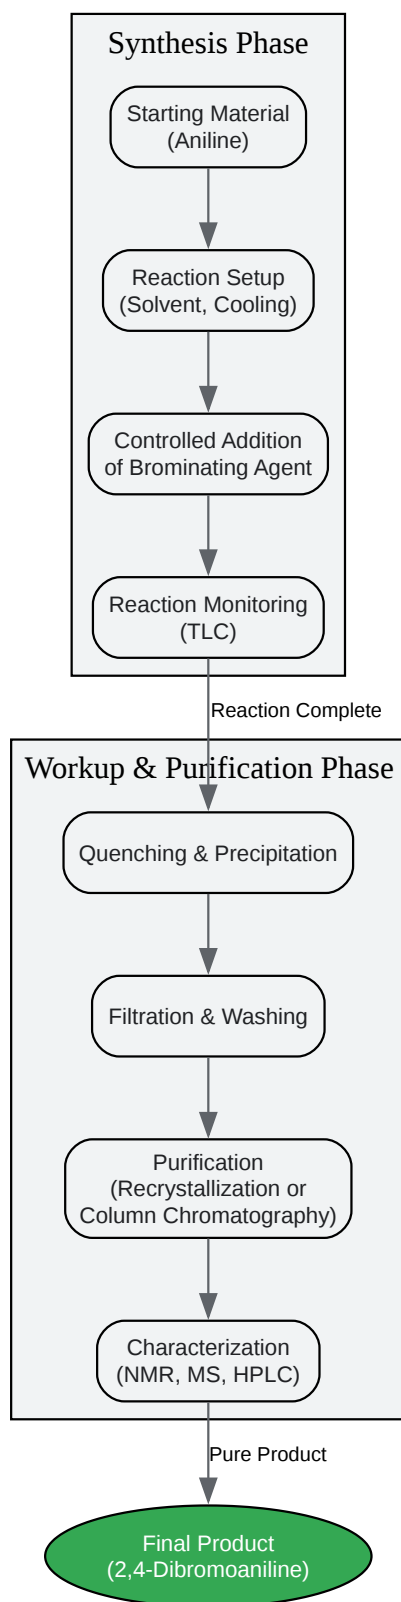 Synthesis Phase
Starting Material
(Aniline)
Reaction Setup
(Solvent, Cooling)
Controlled Addition
of Brominating Agent
Reaction Monitoring
(TLC)
Reaction Complete
Workup & Purification Phase
Quenching & Precipitation
Filtration & Washing
Purification
(Recrystallization or
Column Chromatography)
Characterization
(NMR, MS, HPLC)
Pure Product
Final Product
(2,4-Dibromoaniline)